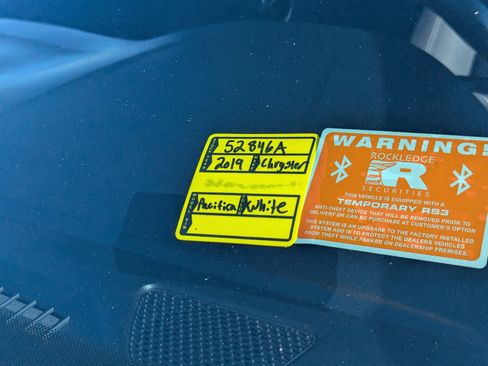 52846A
2019 Chrysler
Pacifica White
WARNING!
ROCKLEDGE
R
SECURITIES
THIS VEHICLE IS EQUIPPED WITH A
TEMPORARY RS3
ANTI-THEFT DEVICE THAT WILL BE REMOVED PRIOR TO
DELIVERY OR CAN BE PURCHASED AT CUSTOMER'S OPTION
THIS SYSTEM IS AN UPGRADE TO THE FACTORY INSTALLED
SYSTEM AND IS TO PROTECT THE DEALERS VEHICLES
FROM THEFT WHILE PARKED ON DEALERSHIP PREMISES.